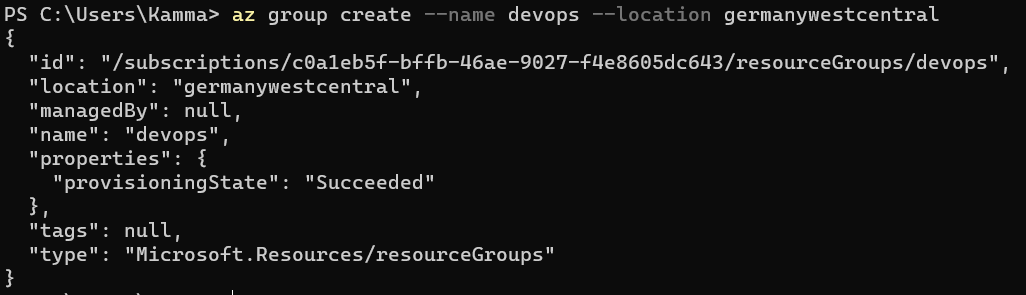 PS C:\Users\Kamma> az group create --name devops --location germanywestcentral
{
  "id": "/subscriptions/c0a1eb5f-bffb-46ae-9027-f4e8605dc643/resourceGroups/devops",
  "location": "germanywestcentral",
  "managedBy": null,
  "name": "devops",
  "properties": {
    "provisioningState": "Succeeded"
  },
  "tags": null,
  "type": "Microsoft.Resources/resourceGroups"
}